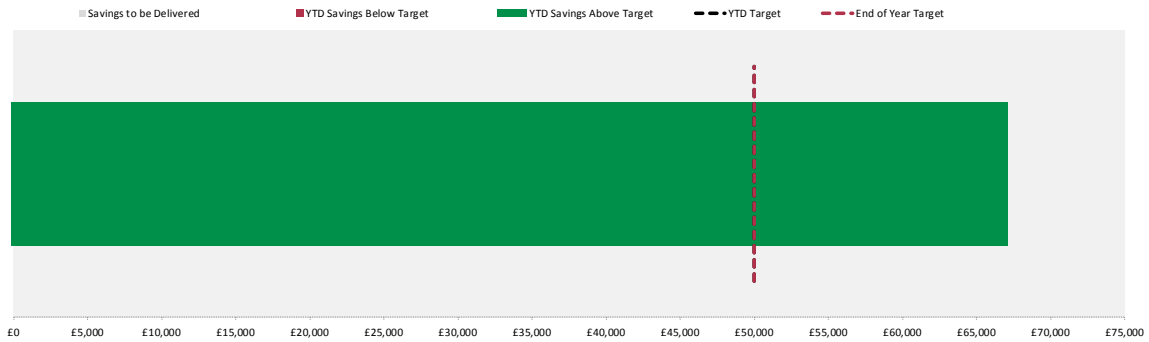 Savings to be Delivered YTD Savings Below Target YTD Savings Above Target YTD Target End of Year Target
£0 £5,000 £10,000 £15,000 £20,000 £25,000 £30,000 £35,000 £40,000 £45,000 £50,000 £55,000 £60,000 £65,000 £70,000 £75,000